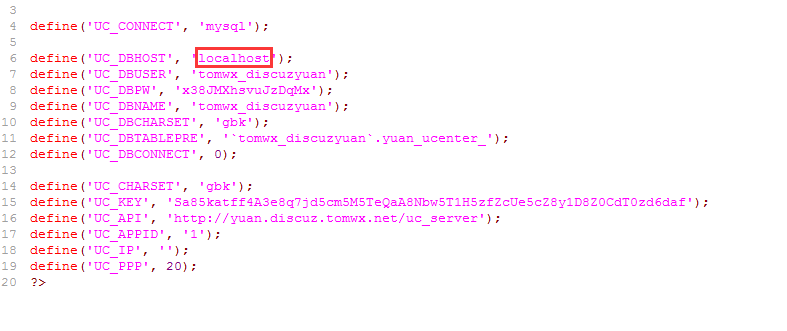 3
4 define('UC_CONNECT', 'mysql');
5
6 define('UC_DBHOST', 'localhost');
7 define('UC_DBUSER', 'tomwx_discuzyuan');
8 define('UC_DBPW', 'x38JMXhsvuJzDqMx');
9 define('UC_DBNAME', 'tomwx_discuzyuan');
10 define('UC_DBCHARSET', 'gbk');
11 define('UC_DBTABLEPRE', '`tomwx_discuzyuan`.yuan_ucenter_');
12 define('UC_DBCONNECT', 0);
13
14 define('UC_CHARSET', 'gbk');
15 define('UC_KEY', 'Sa85katff4A3e8q7jd5cm5M5TeQaA8Nbw5T1H5zfZcUe5cZ8y1D8Z0CdT0zd6daf');
16 define('UC_API', 'http://yuan.discuz.tomwx.net/uc_server');
17 define('UC_APPID', '1');
18 define('UC_IP', '');
19 define('UC_PPP', 20);
20 ?>